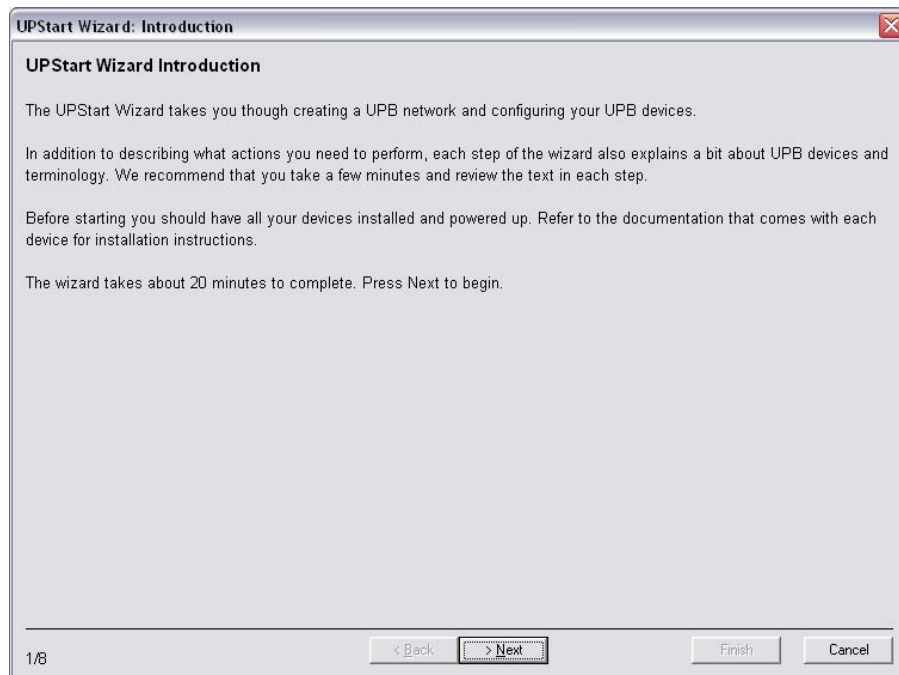 UPStart Wizard: Introduction
UPStart Wizard Introduction
The UPStart Wizard takes you though creating a UPB network and configuring your UPB devices.
In addition to describing what actions you need to perform, each step of the wizard also explains a bit about UPB devices and
terminology. We recommend that you take a few minutes and review the text in each step.
Before starting you should have all your devices installed and powered up. Refer to the documentation that comes with each
device for installation instructions.
The wizard takes about 20 minutes to complete. Press Next to begin.
1/8
< Back
> Next
Finish
Cancel